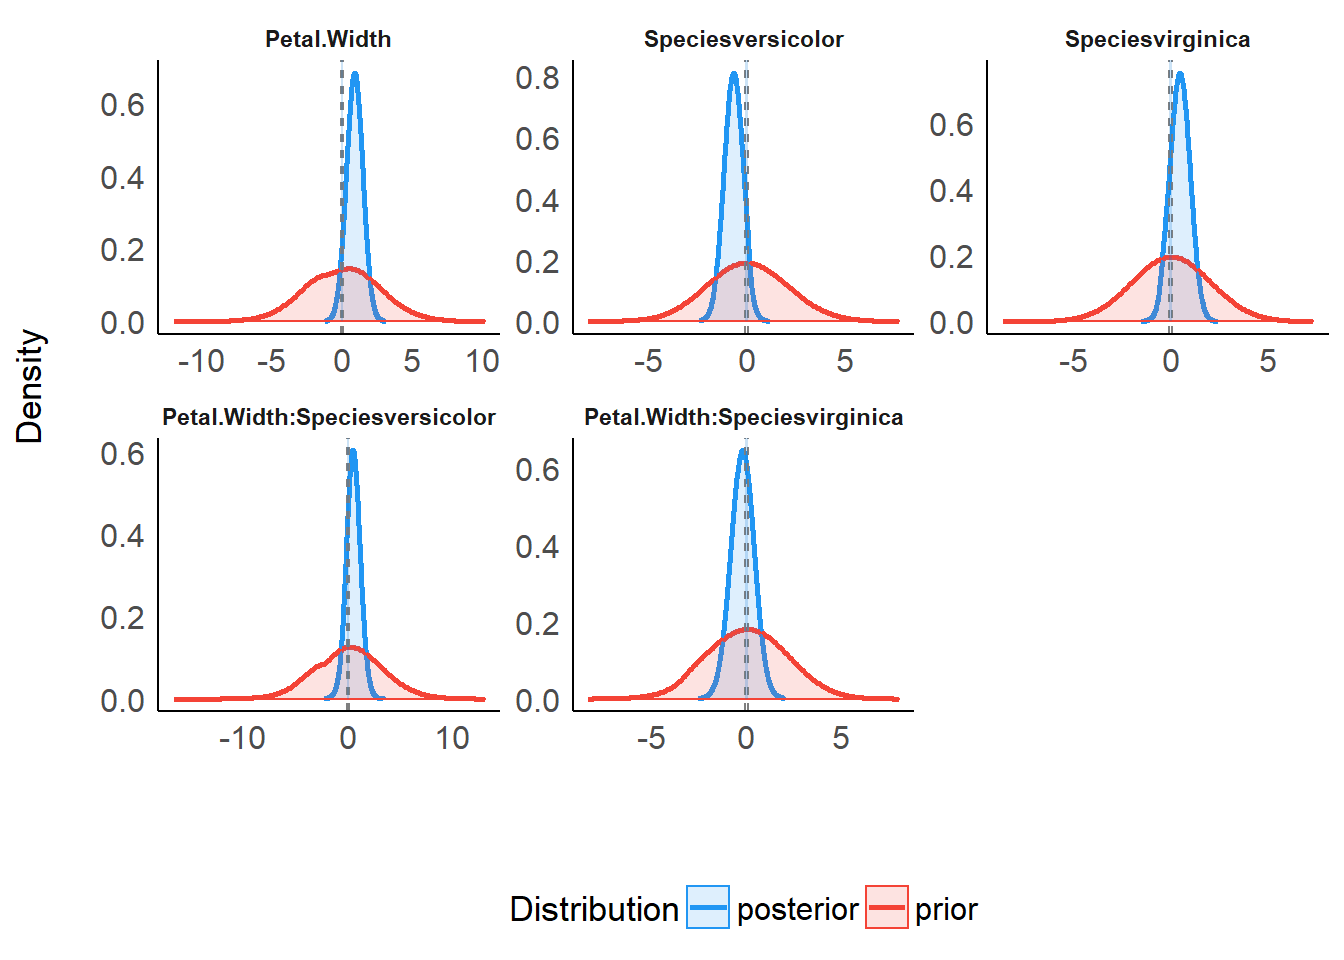 Petal.Width
Speciesversicolor
Speciesvirginica
0.6
0.4
0.2
0.0
-10 -5 0 5 10
0.8
0.6
0.4
0.2
0.0
-5 0 5
0.6
0.4
0.2
0.0
-5 0 5
Density
Petal.Width:Speciesversicolor
Petal.Width:Speciesvirginica
0.6
0.4
0.2
0.0
-10 0 10
0.6
0.4
0.2
0.0
-5 0 5
Distribution posterior prior